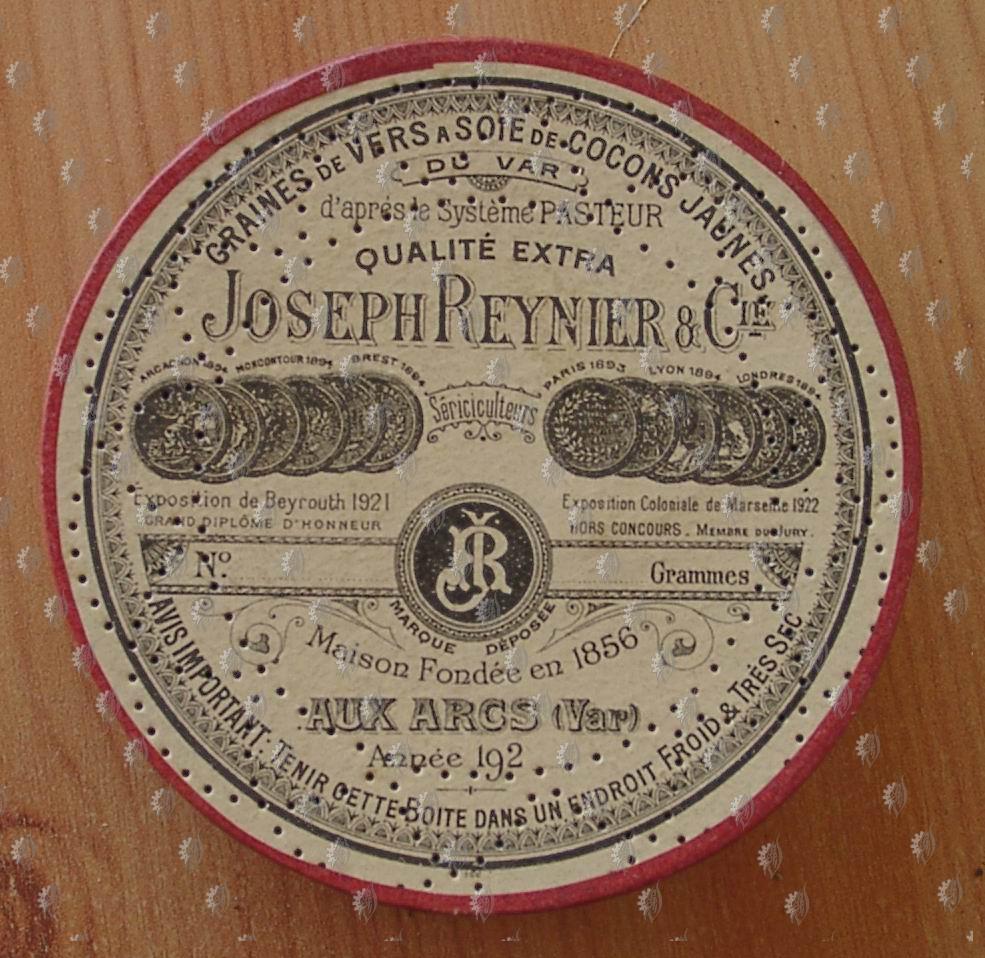 GRAINES DE VERS A SOIE DE COCONS JAUNES
DU VAR
d'aprés le Système PASTEUR
QUALITÉ EXTRA
JOSEPH REYNIER & CIE
ARCACHON 1894 MONCONTOUR 1894 BREST 1894
PARIS 1893 LYON 1894 LONDRES 1894
Sériciculteurs
Exposition de Beyrouth 1921
GRAND DIPLÔME D'HONNEUR
Exposition Coloniale de Marseille 1922
HORS CONCOURS. MEMBRE DU JURY.
No.
JR
Grammes
MARQUE DÉPOSÉE
Maison Fondée en 1856
AUX ARCS (Var)
Année 192
AVIS IMPORTANT: TENIR CETTE BOITE DANS UN ENDROIT FROID & TRÈS SEC